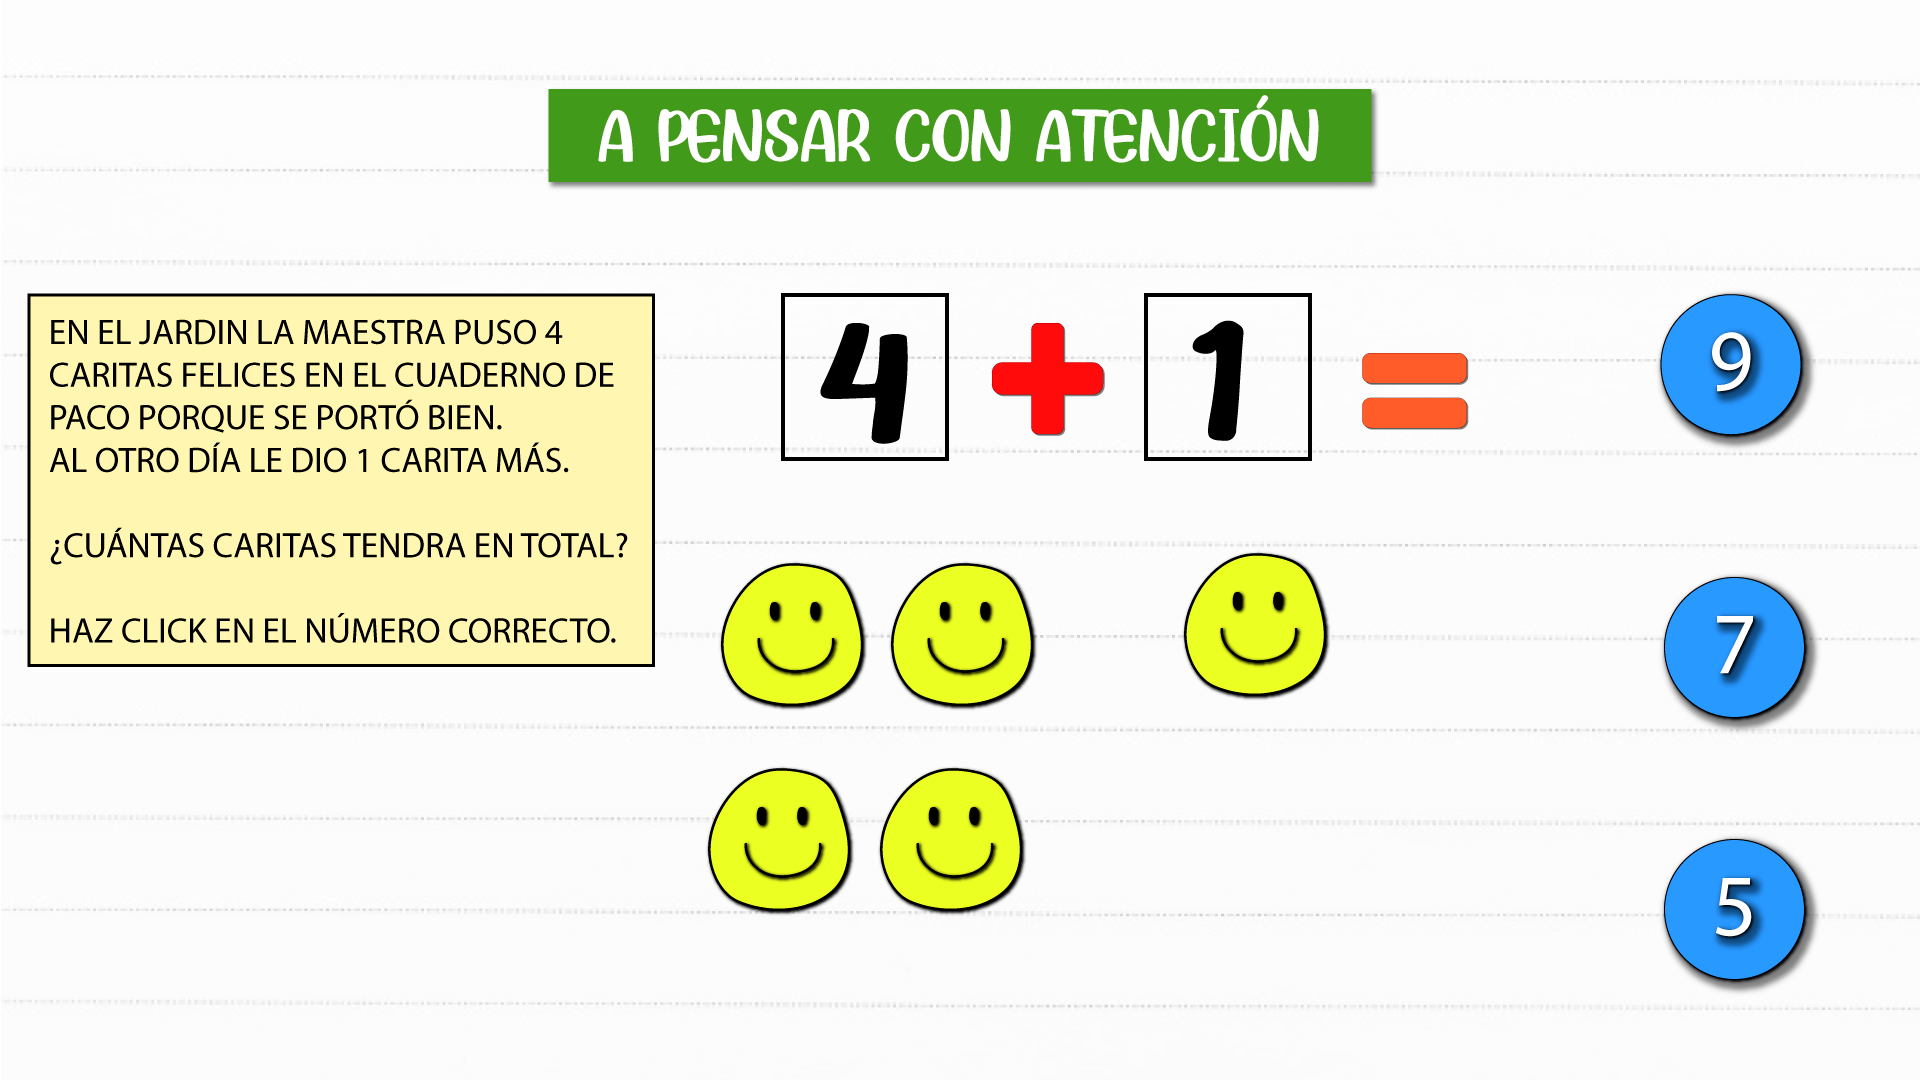 A PENSAR CON ATENCIÓN
EN EL JARDIN LA MAESTRA PUSO 4
CARITAS FELICES EN EL CUADERNO DE
PACO PORQUE SE PORTÓ BIEN.
AL OTRO DÍA LE DIO 1 CARITA MÁS.
¿CUÁNTAS CARITAS TENDRA EN TOTAL?
HAZ CLICK EN EL NÚMERO CORRECTO.
4 + 1 =
9
7
5